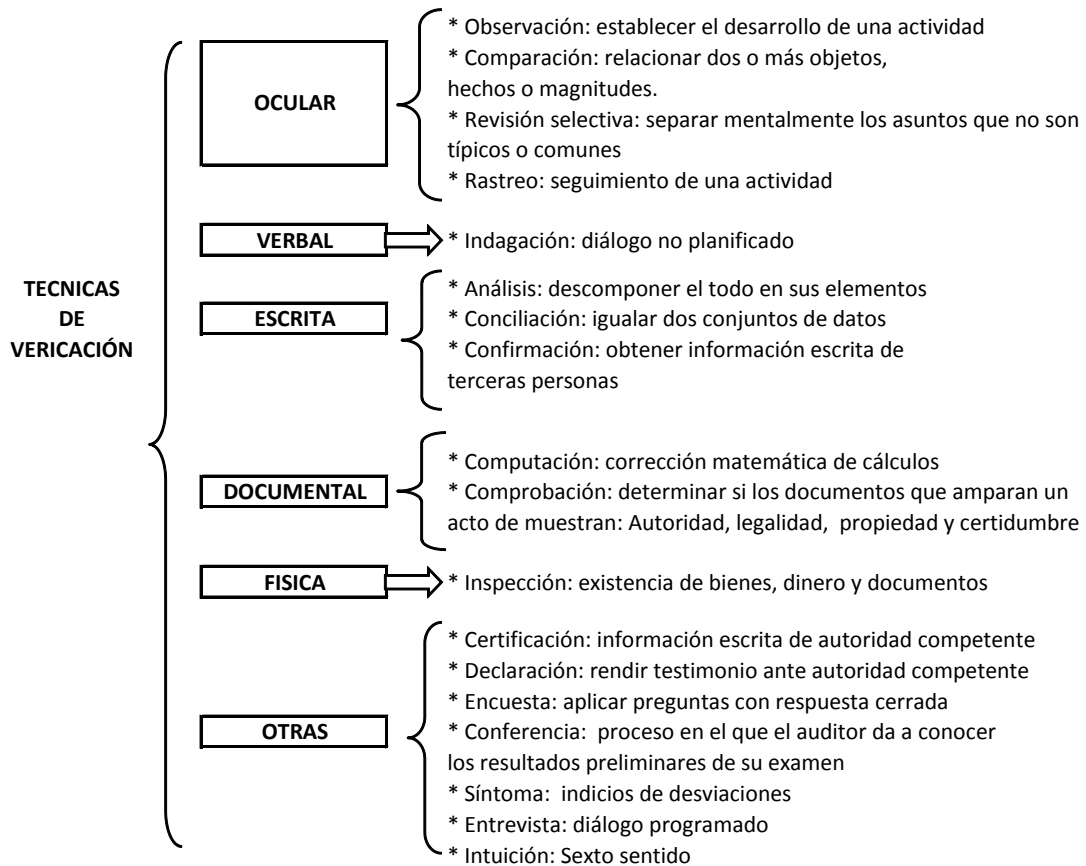 TECNICAS
DE
VERICACIÓN
OCULAR
* Observación: establecer el desarrollo de una actividad
* Comparación: relacionar dos o más objetos,
hechos o magnitudes.
* Revisión selectiva: separar mentalmente los asuntos que no son
típicos o comunes
* Rastreo: seguimiento de una actividad
VERBAL
* Indagación: diálogo no planificado
ESCRITA
* Análisis: descomponer el todo en sus elementos
* Conciliación: igualar dos conjuntos de datos
* Confirmación: obtener información escrita de
terceras personas
DOCUMENTAL
* Computación: corrección matemática de cálculos
* Comprobación: determinar si los documentos que amparan un
acto de muestran: Autoridad, legalidad, propiedad y certidumbre
FISICA
* Inspección: existencia de bienes, dinero y documentos
OTRAS
* Certificación: información escrita de autoridad competente
* Declaración: rendir testimonio ante autoridad competente
* Encuesta: aplicar preguntas con respuesta cerrada
* Conferencia: proceso en el que el auditor da a conocer
los resultados preliminares de su examen
* Síntoma: indicios de desviaciones
* Entrevista: diálogo programado
* Intuición: Sexto sentido